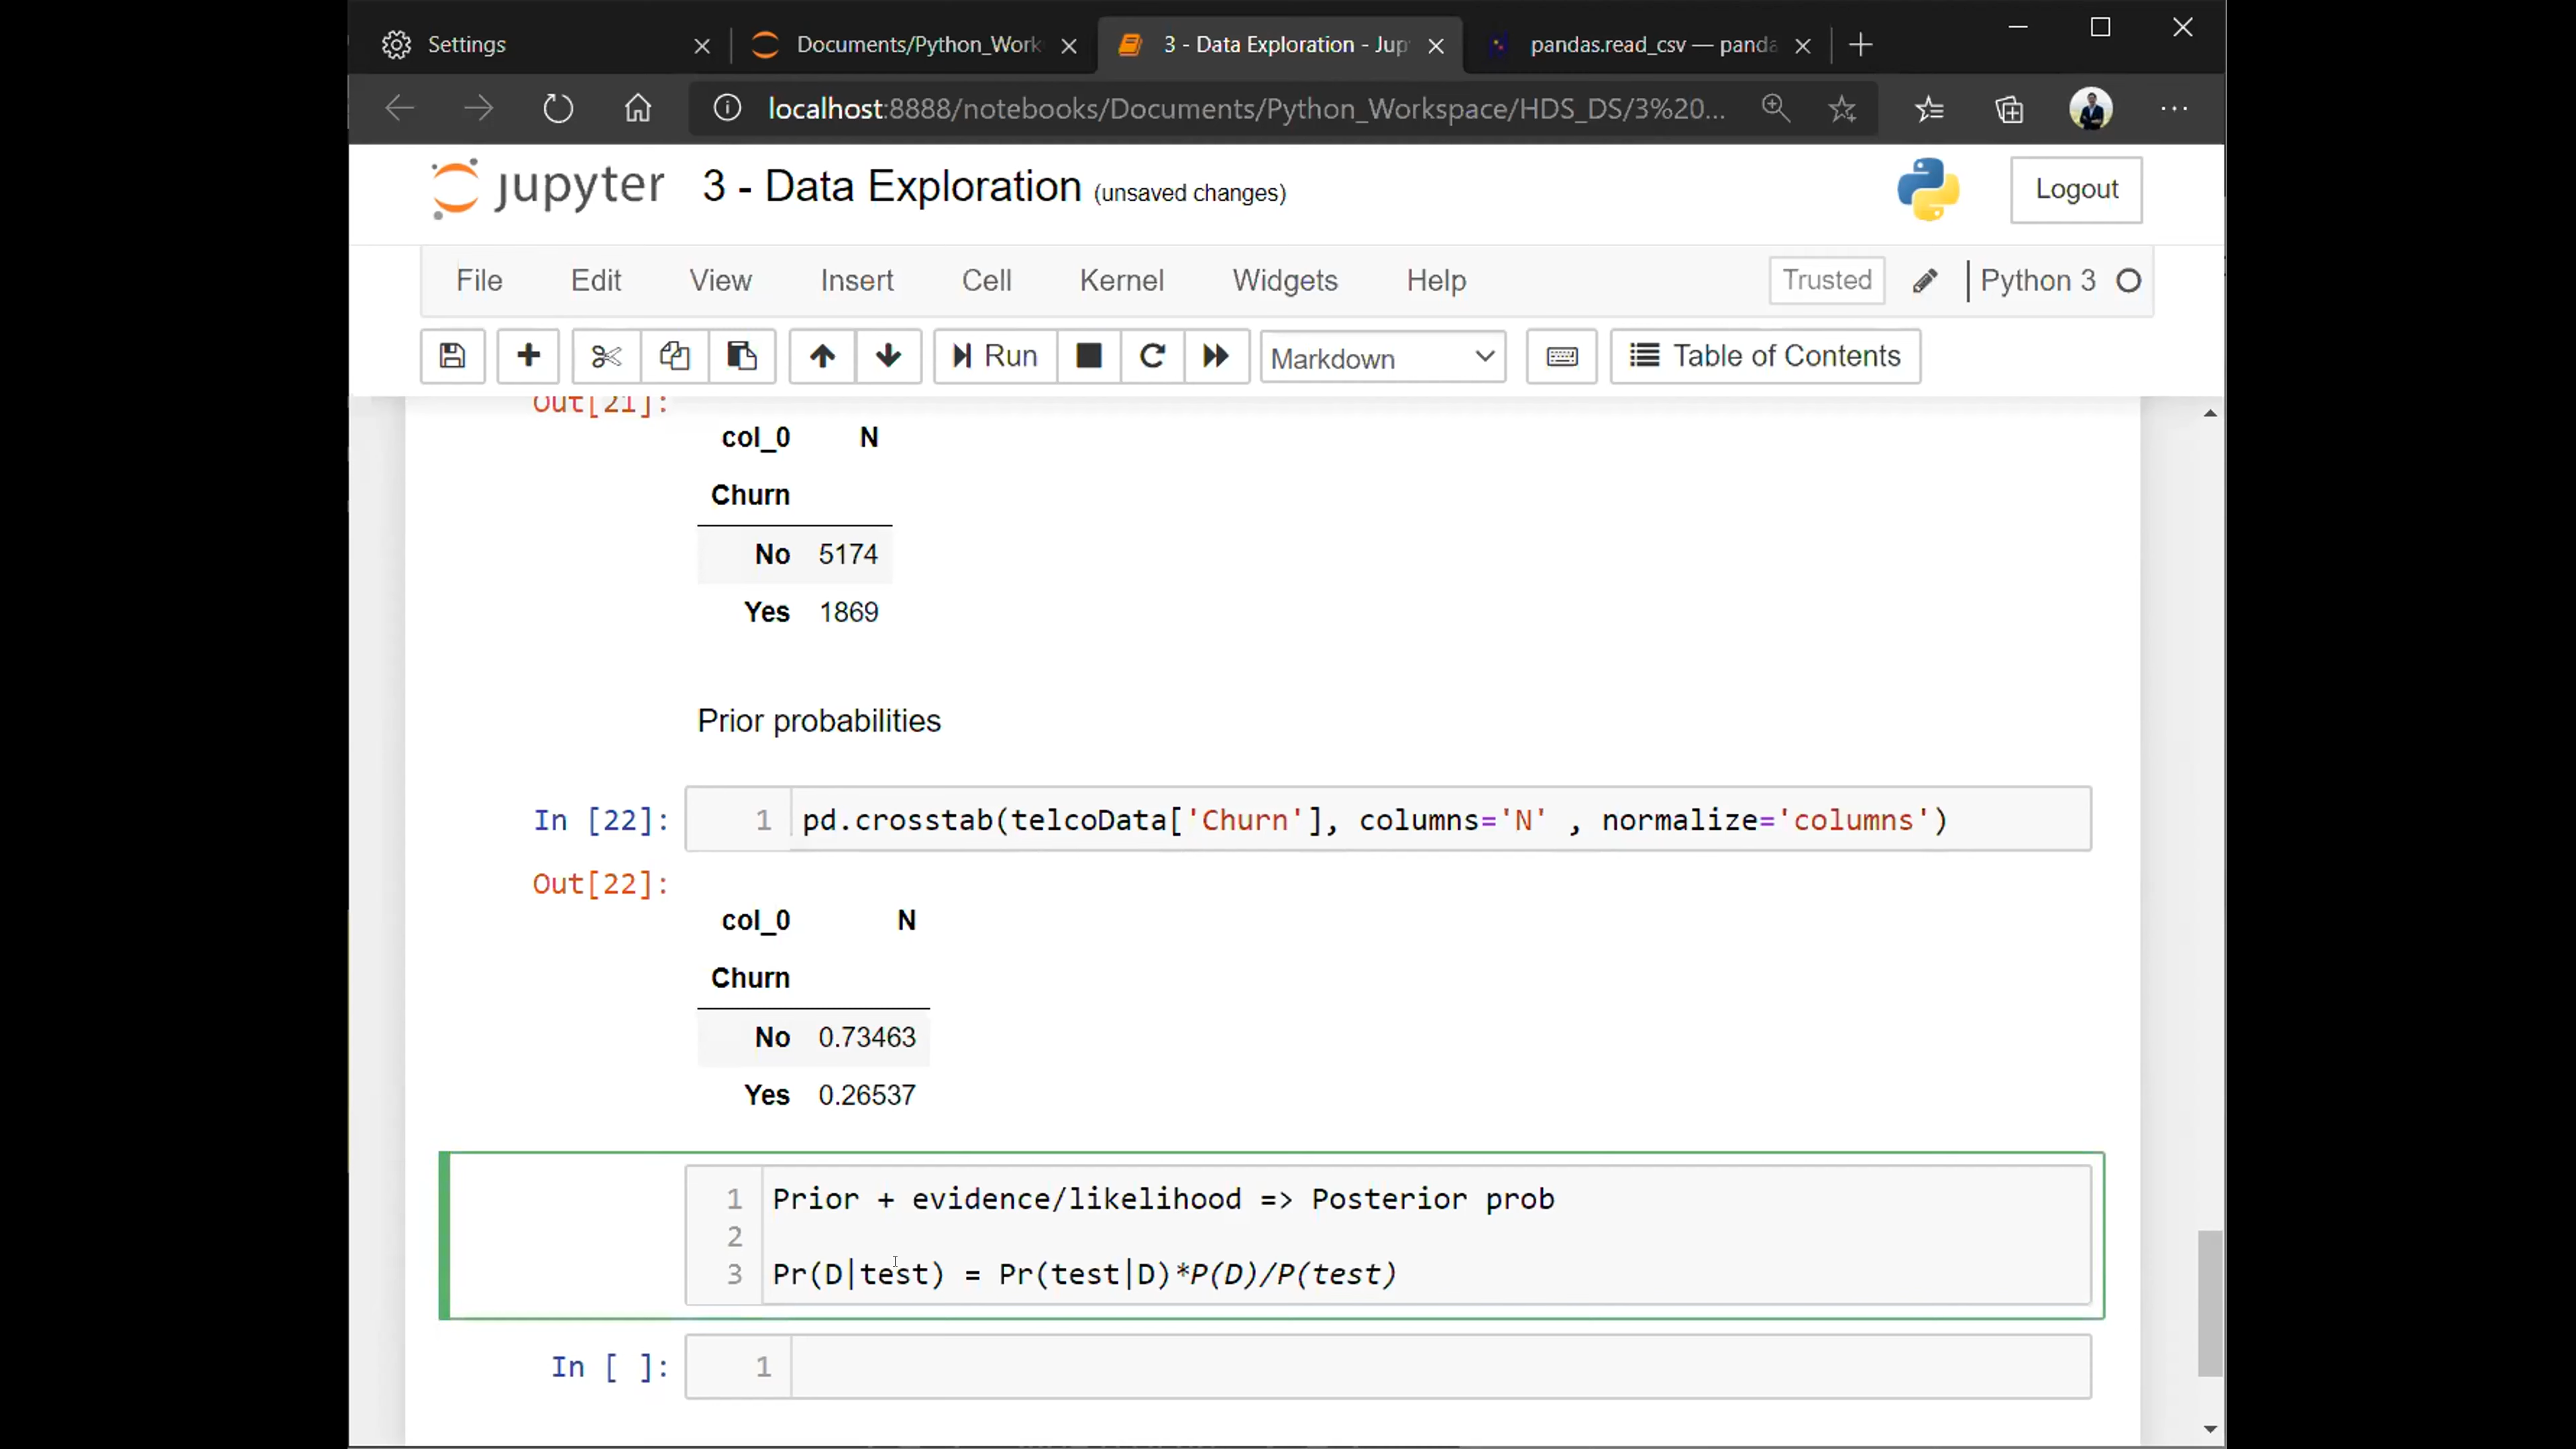 Settings
Documents/Python_Work
3 - Data Exploration - Jup
pandas.read_csv — panda
localhost:8888/notebooks/Documents/Python_Workspace/HDS_DS/3%20...
jupyter 3 - Data Exploration (unsaved changes)
Logout
File Edit View Insert Cell Kernel Widgets Help
Trusted
Python 3
Run
Markdown
Table of Contents
Out[21]:
col_0 N
Churn
No 5174
Yes 1869
Prior probabilities
In [22]: 1 pd.crosstab(telcoData['Churn'], columns='N' , normalize='columns')
Out[22]:
col_0 N
Churn
No 0.73463
Yes 0.26537
1 Prior + evidence/likelihood => Posterior prob
2
3 Pr(D|test) = Pr(test|D)*P(D)/P(test)
In [ ]: 1